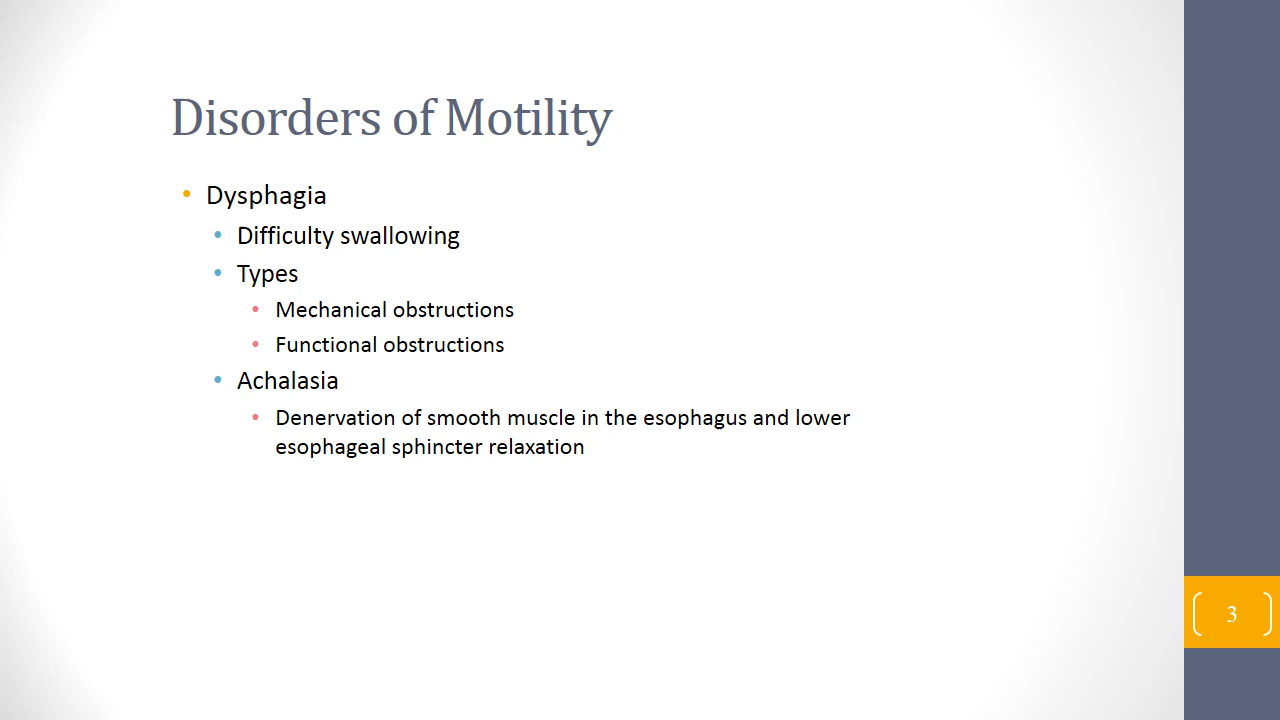 Disorders of Motility
• Dysphagia
• Difficulty swallowing
• Types
• Mechanical obstructions
• Functional obstructions
• Achalasia
• Denervation of smooth muscle in the esophagus and lower
esophageal sphincter relaxation
3